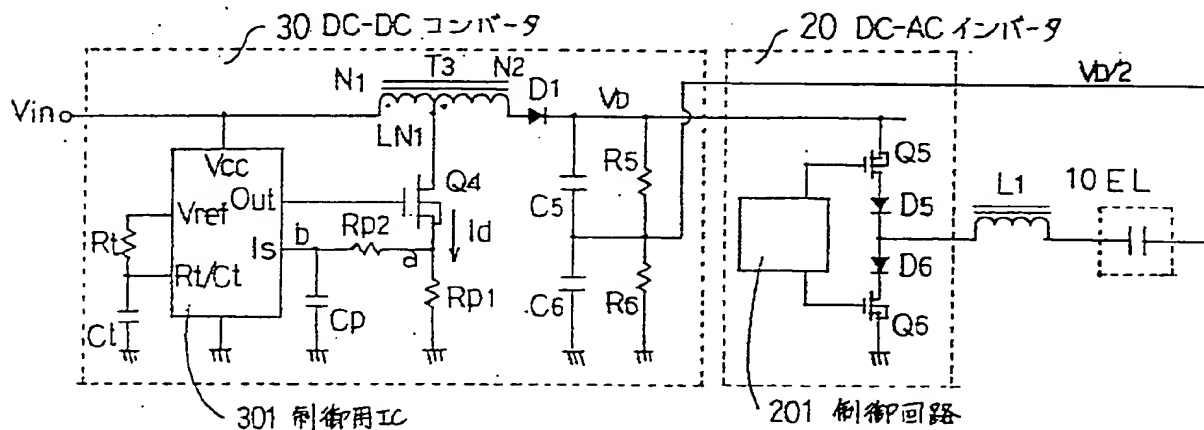 30 DC-DC コンバータ
20 DC-AC インバータ
N1
T3
N2
D1
VD
VD/2
Vin
LN1
Vcc
Out
Vref
Is
Rt
Rt/Ct
Ct
b
Rp2
a
Cp
Q4
Id
Rp1
C5
R5
C6
R6
Q5
D5
D6
Q6
L1
10 EL
301 制御用IC
201 制御回路